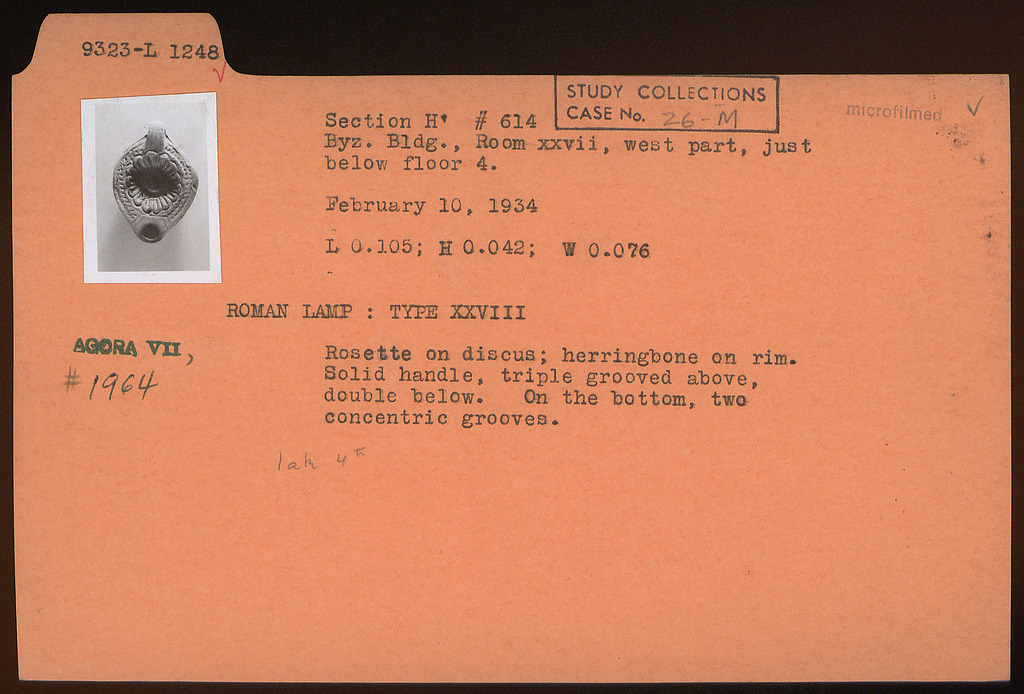 9323-L 1248
STUDY COLLECTIONS
CASE No. 26-M
microfilmed ✓
Section H' # 614
Byz. Bldg., Room xxvii, west part, just
below floor 4.
February 10, 1934
L 0.105; H 0.042; W 0.076
ROMAN LAMP : TYPE XXVIII
AGORA VII,
# 1964
Rosette on discus; herringbone on rim.
Solid handle, triple grooved above,
double below. On the bottom, two
concentric grooves.
late 4th